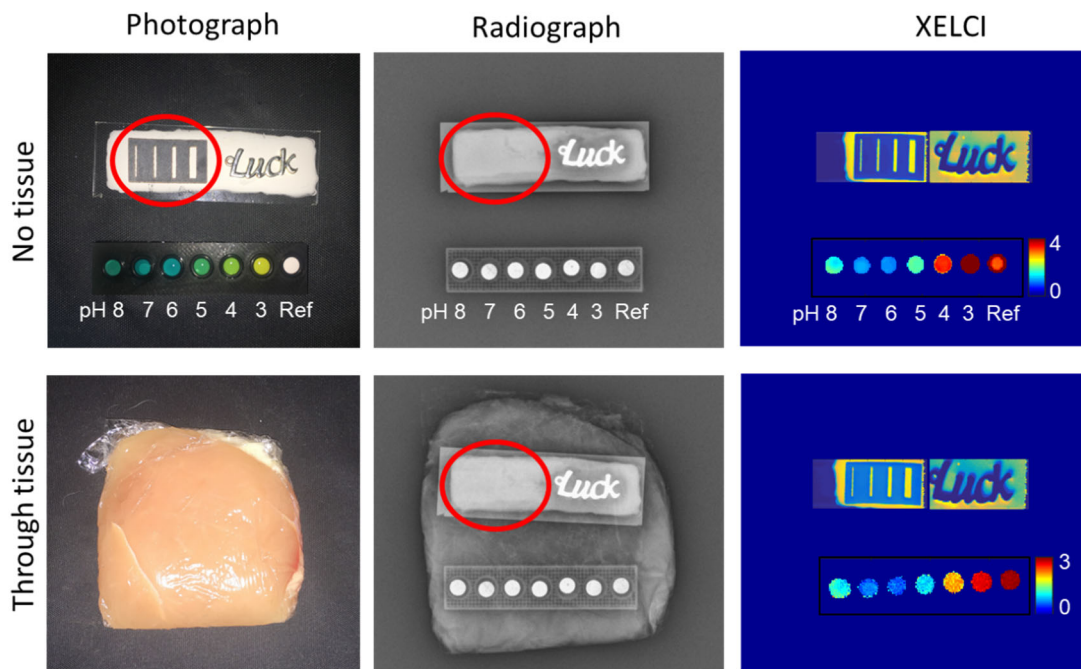 Photograph Radiograph XELCI
No tissue
Luck Luck Luck
4
0
pH 8 7 6 5 4 3 Ref pH 8 7 6 5 4 3 Ref pH 8 7 6 5 4 3 Ref
Through tissue
Luck Luck
3
0